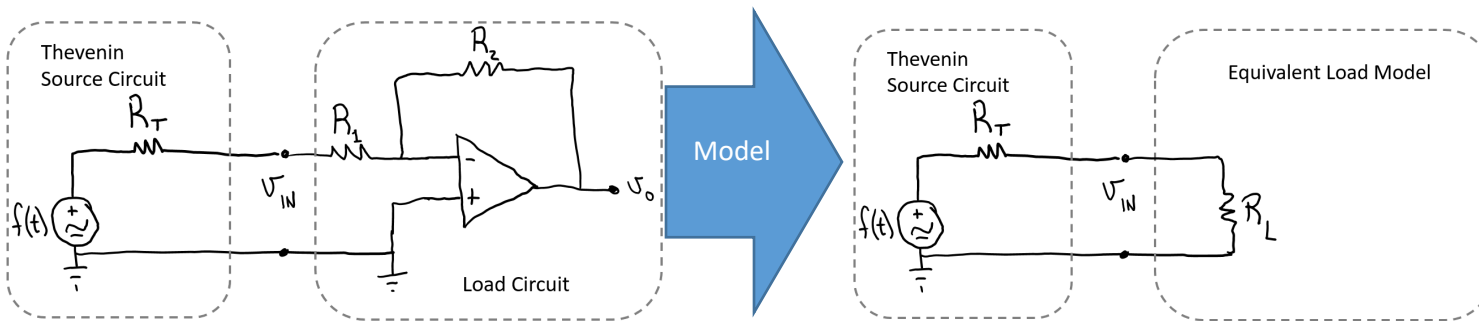 Thevenin
Source Circuit
R_T
f(t)
+
V_IN
R_1
R_2
-
+
V_o
Load Circuit
Model
Thevenin
Source Circuit
R_T
f(t)
+
V_IN
Equivalent Load Model
R_L